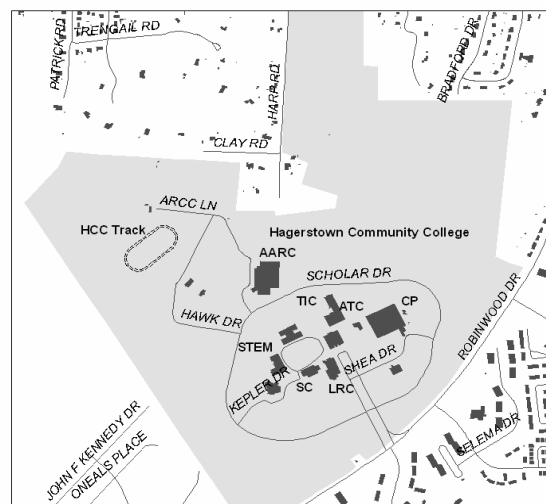 PATRICK RD
TRENGAIL RD
HARP RD
BRADFORD DR
CLAY RD
ARCC LN
HCC Track
Hagerstown Community College
AARC
SCHOLAR DR
TIC
ATC
CP
HAWK DR
STEM
SHEA DR
ROBINWOOD DR
KEPLER DR
SC
LRC
JOHN F KENNEDY DR
ONEALS PLACE
SELEMA DR